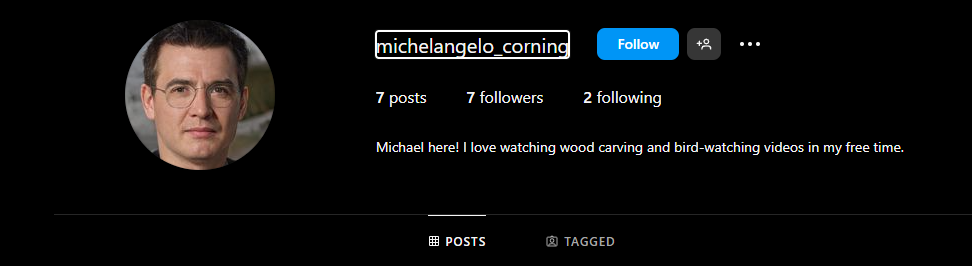 michelangelo_corning Follow
7 posts 7 followers 2 following
Michael here! I love watching wood carving and bird-watching videos in my free time.
POSTS TAGGED